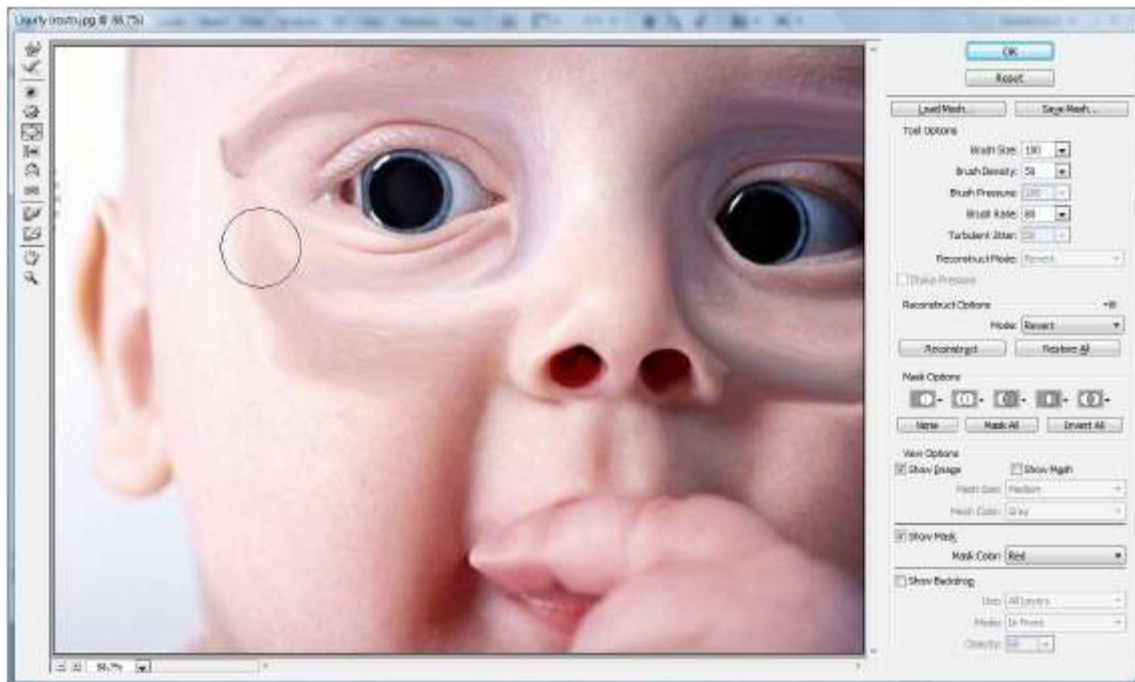 Liquify (rosto.jpg @ 88,7%)
OK
Reset
Load Mesh... Save Mesh...
Tool Options
Brush Size: 100
Brush Density: 50
Brush Pressure: 100
Brush Rate: 80
Turbulent Jitter: 50
Reconstruct Mode: Revert
Stylus Pressure
Reconstruct Options
Mode: Revert
Reconstruct Restore All
Mask Options
None Mask All Invert All
View Options
Show Image Show Mesh
Mesh Size: Medium
Mesh Color: Gray
Show Mask
Mask Color: Red
Show Backdrop
Use: All Layers
Mode: In Front
Opacity: 50
88,7%